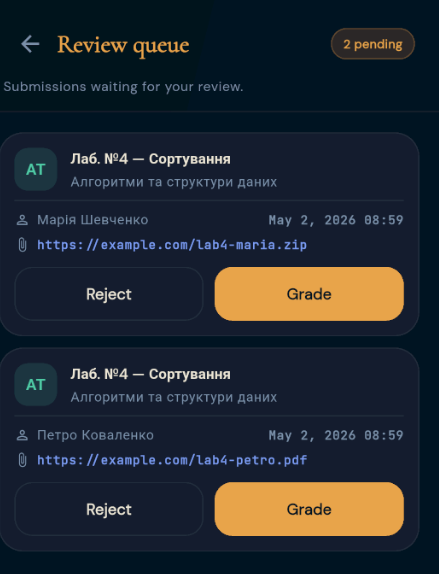 Review queue
2 pending
Submissions waiting for your review.
AT
Лаб. №4 — Сортування
Алгоритми та структури даних
Марія Шевченко
May 2, 2026 08:59
https://example.com/lab4-maria.zip
Reject
Grade
AT
Лаб. №4 — Сортування
Алгоритми та структури даних
Петро Коваленко
May 2, 2026 08:59
https://example.com/lab4-petro.pdf
Reject
Grade